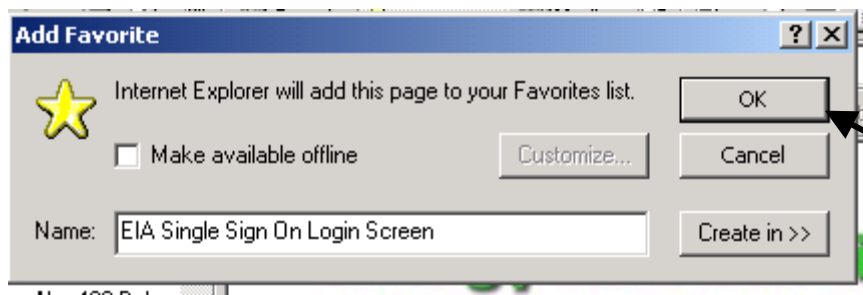 Add Favorite
Internet Explorer will add this page to your Favorites list.
OK
Make available offline
Customize...
Cancel
Name:
EIA Single Sign On Login Screen
Create in >>